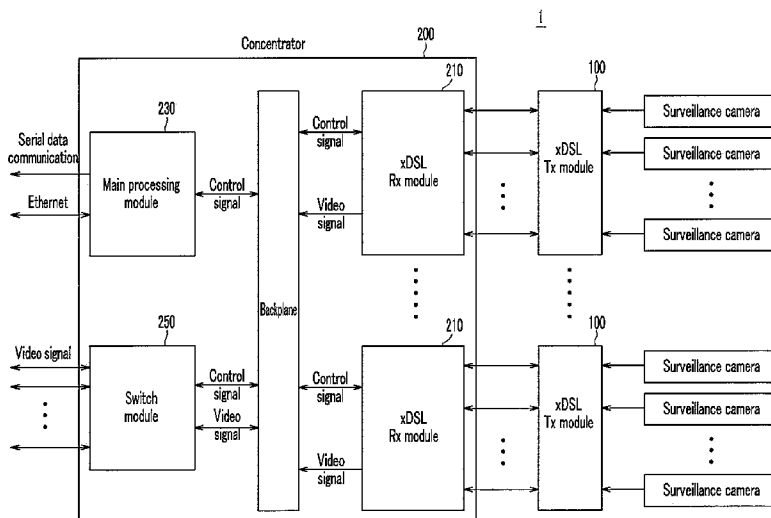 1
Concentrator
200
210
100
230
Serial data
communication
Ethernet
Main processing
module
Control
signal
Backplane
Control
signal
Video
signal
xDSL
Rx module
xDSL
Tx module
Surveillance camera
Surveillance camera
Surveillance camera
250
210
100
Video signal
Switch
module
Control
signal
Video
signal
Control
signal
Video
signal
xDSL
Rx module
xDSL
Tx module
Surveillance camera
Surveillance camera
Surveillance camera